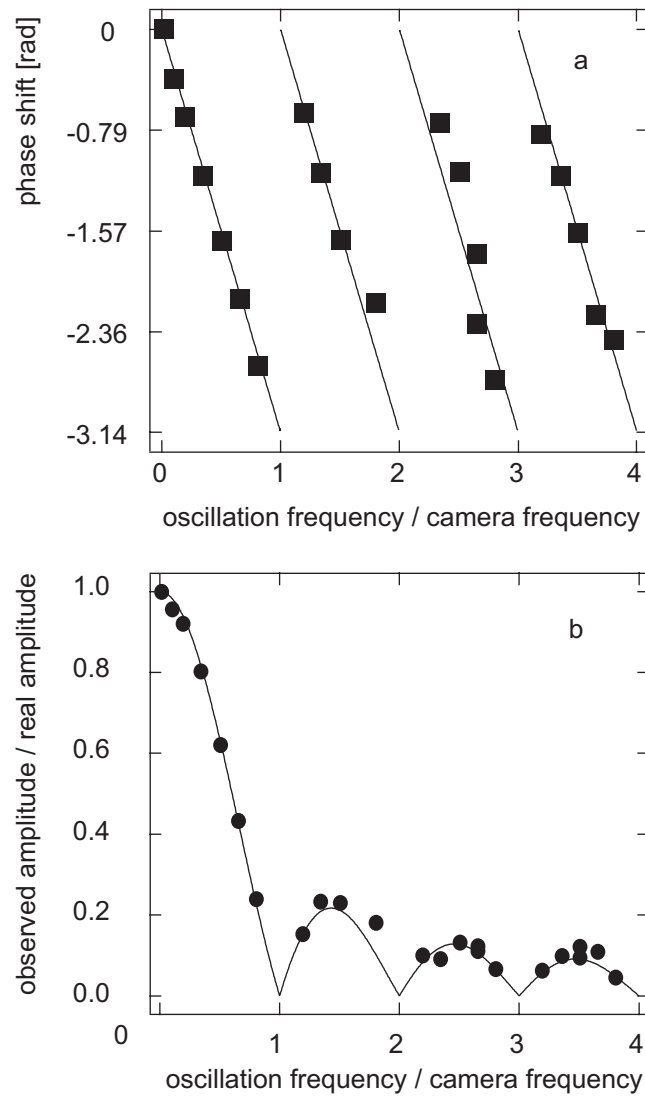 phase shift [rad]
a
0
-0.79
-1.57
-2.36
-3.14
0 1 2 3 4
oscillation frequency / camera frequency
observed amplitude / real amplitude
b
1.0
0.8
0.6
0.4
0.2
0.0
0 1 2 3 4
oscillation frequency / camera frequency